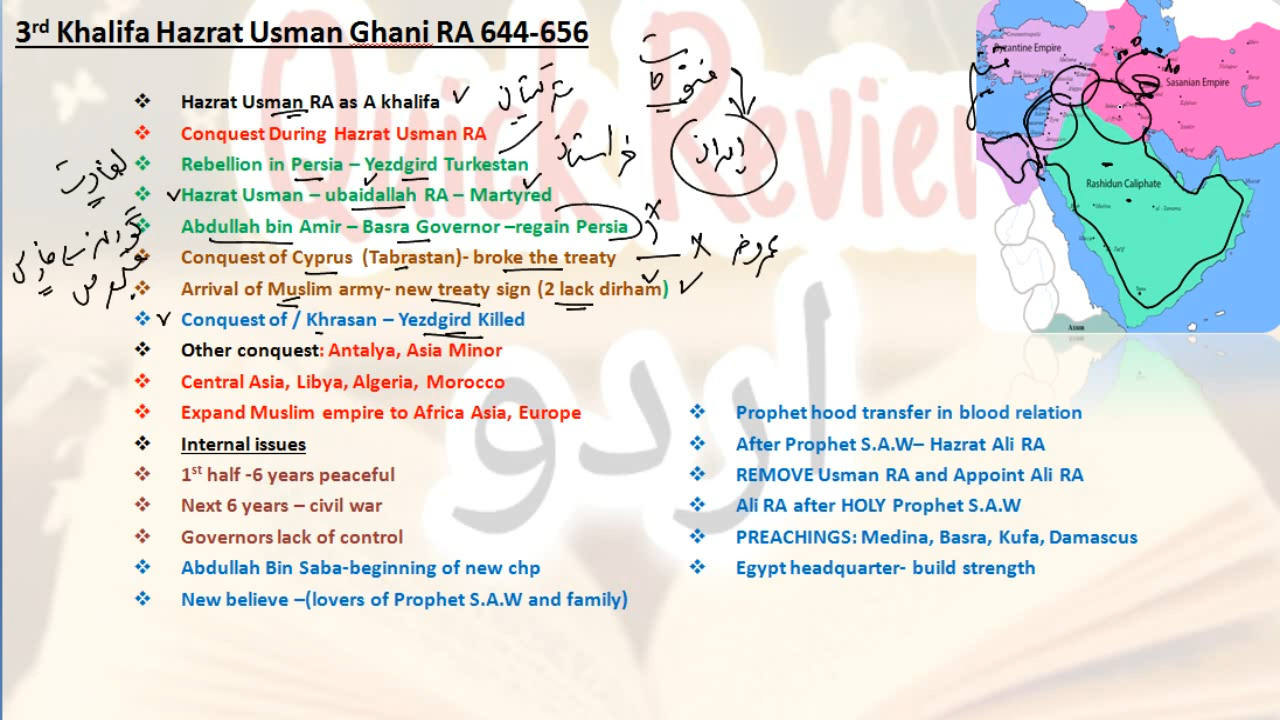 3rd Khalifa Hazrat Usman Ghani RA 644-656
Hazrat Usman RA as A khalifa
Conquest During Hazrat Usman RA
Rebellion in Persia – Yezdgird Turkestan
Hazrat Usman – ubaidallah RA – Martyred
Abdullah bin Amir – Basra Governor –regain Persia
Conquest of Cyprus (Tabrastan)- broke the treaty
Arrival of Muslim army- new treaty sign (2 lack dirham)
Conquest of / Khrasan – Yezdgird Killed
Other conquest: Antalya, Asia Minor
Central Asia, Libya, Algeria, Morocco
Expand Muslim empire to Africa Asia, Europe
Internal issues
1st half -6 years peaceful
Next 6 years – civil war
Governors lack of control
Abdullah Bin Saba-beginning of new chp
New believe –(lovers of Prophet S.A.W and family)
Prophet hood transfer in blood relation
After Prophet S.A.W– Hazrat Ali RA
REMOVE Usman RA and Appoint Ali RA
Ali RA after HOLY Prophet S.A.W
PREACHINGS: Medina, Basra, Kufa, Damascus
Egypt headquarter- build strength
ترکستان
خراسان
ایران
بغاوت
Byzantine Empire
Sasanian Empire
Rashidun Caliphate
Axum
Quick Review
اردو